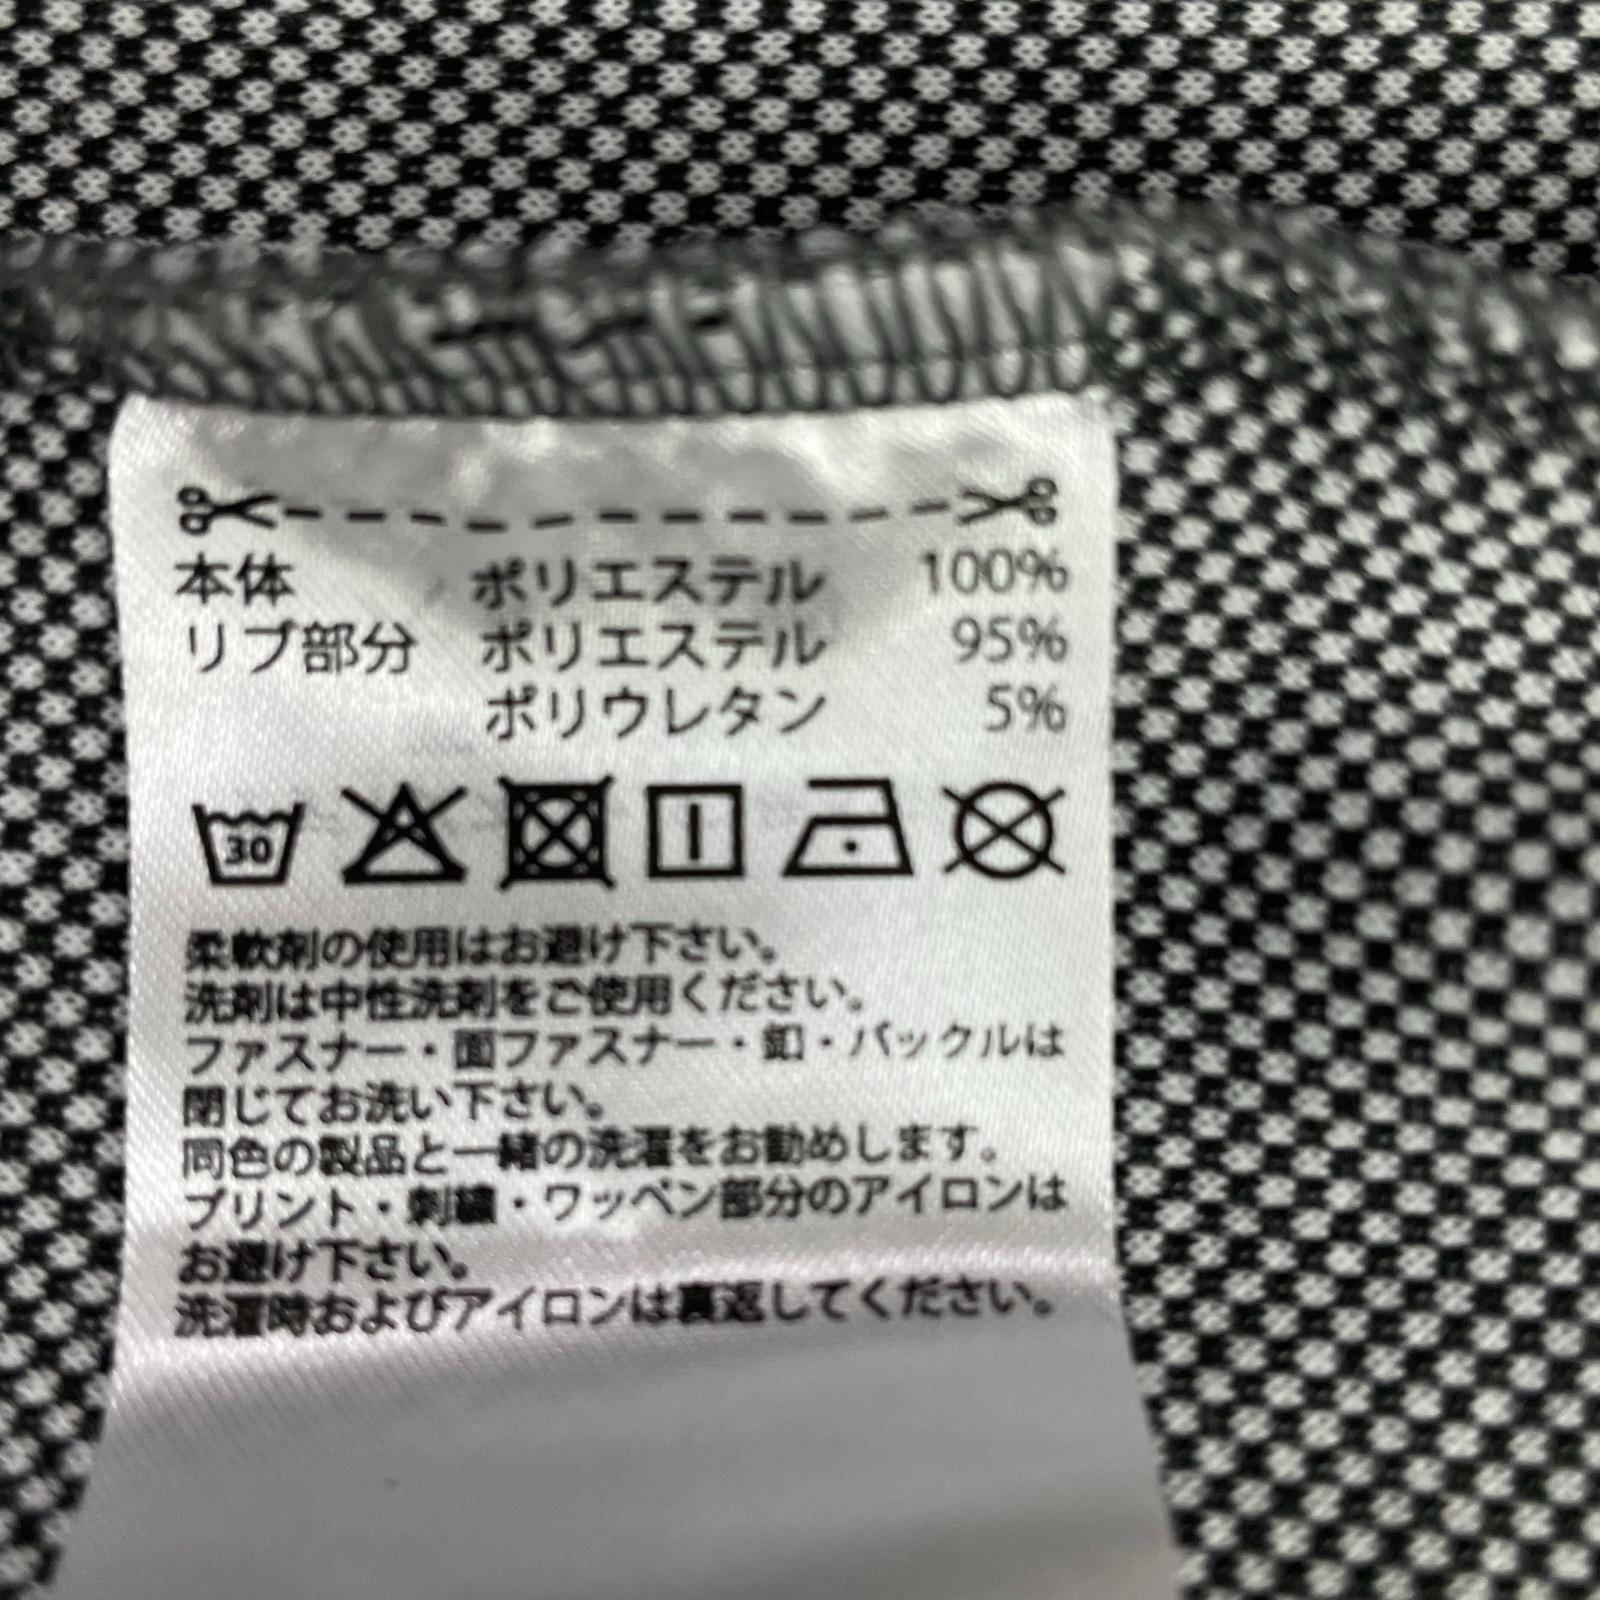 本体 ポリエステル 100%
リブ部分 ポリエステル 95%
ポリウレタン 5%
30
柔軟剤の使用はお避け下さい。
洗剤は中性洗剤をご使用ください。
ファスナー・面ファスナー・釦・バックルは
閉じてお洗い下さい。
同色の製品と一緒の洗濯をお勧めします。
プリント・刺繍・ワッペン部分のアイロンは
お避け下さい。
洗濯時およびアイロンは裏返してください。